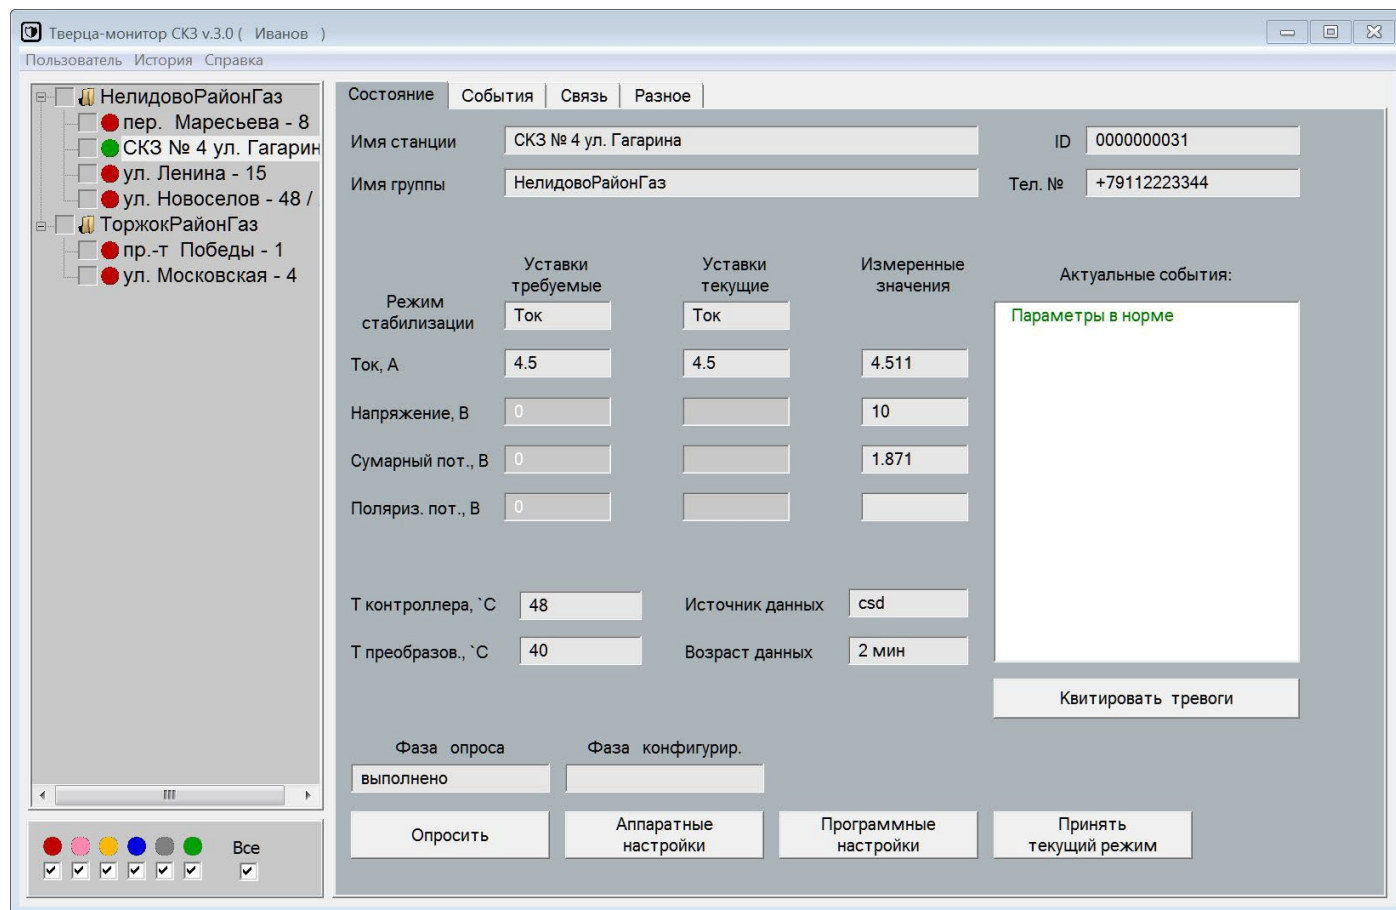 Тверца-монитор СКЗ v.3.0 ( Иванов )
Пользователь История Справка
НелидовоРайонГаз
пер. Маресьева - 8
СКЗ № 4 ул. Гагарин
ул. Ленина - 15
ул. Новоселов - 48 /
ТоржокРайонГаз
пр.-т Победы - 1
ул. Московская - 4
Все
Состояние События Связь Разное
Имя станции СКЗ № 4 ул. Гагарина ID 0000000031
Имя группы НелидовоРайонГаз Тел. № +79112223344
Уставки Уставки Измеренные
требуемые текущие значения
Актуальные события:
Режим
стабилизации Ток Ток
Параметры в норме
Ток, А 4.5 4.5 4.511
Напряжение, В 0 10
Сумарный пот., В 0 1.871
Поляриз. пот., В 0
Т контроллера, `С 48 Источник данных csd
Т преобразов., `С 40 Возраст данных 2 мин
Квитировать тревоги
Фаза опроса Фаза конфигурир.
выполнено
Опросить
Аппаратные
настройки
Программные
настройки
Принять
текущий режим